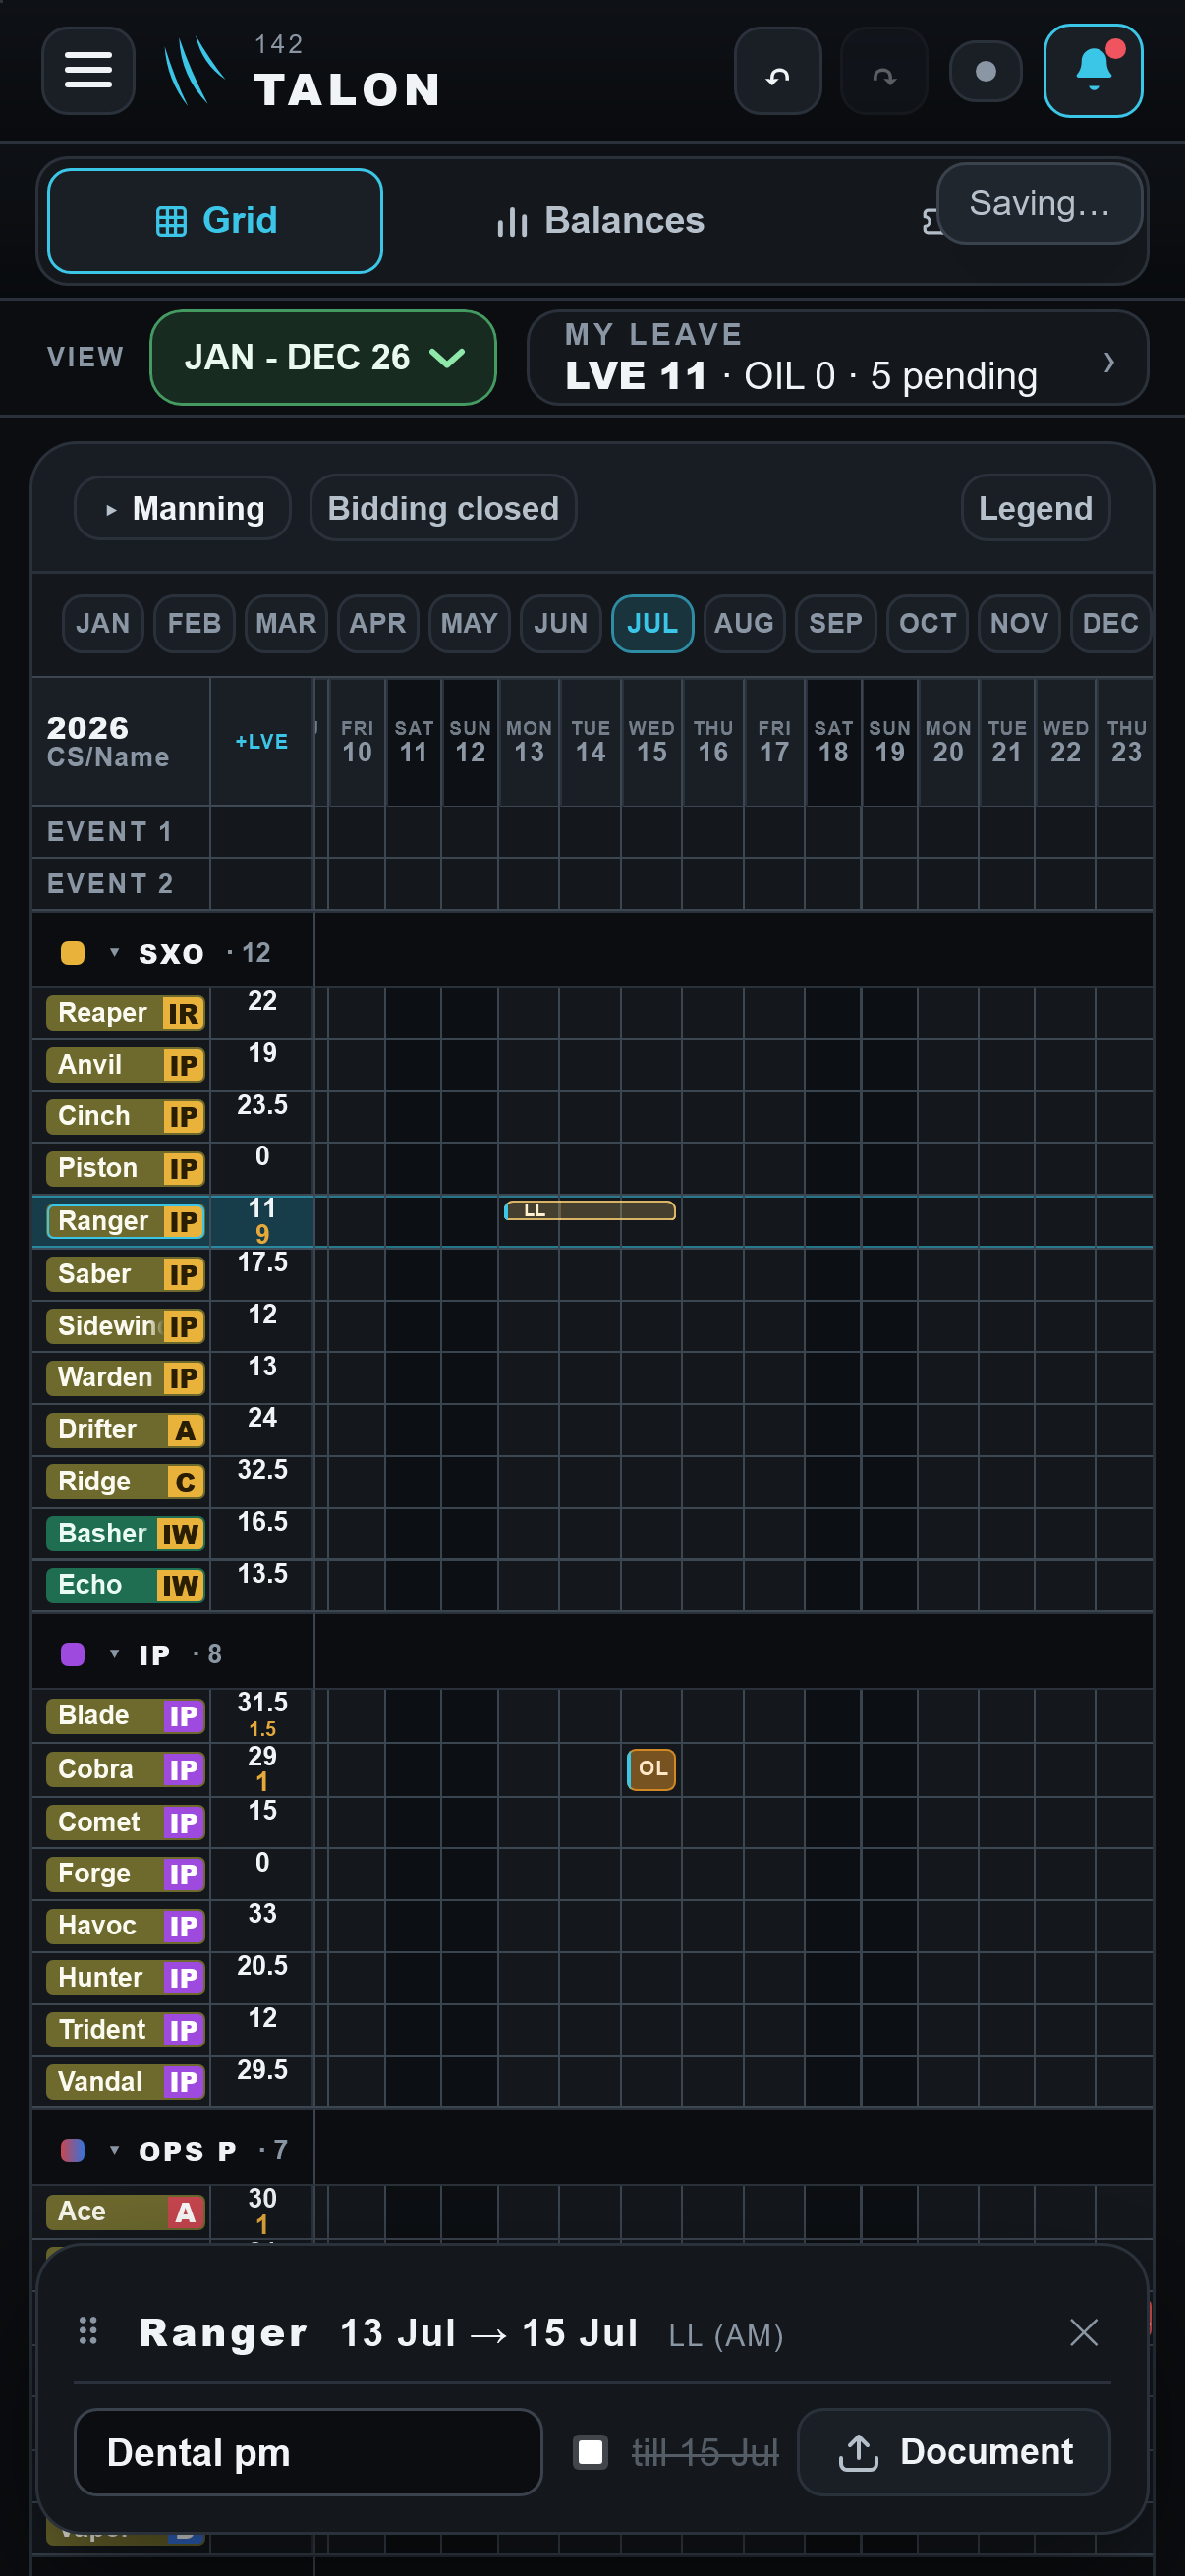 142
TALON
Grid
Balances
Saving...
VIEW
JAN - DEC 26
MY LEAVE
LVE 11 · OIL 0 · 5 pending
Manning
Bidding closed
Legend
JAN FEB MAR APR MAY JUN JUL AUG SEP OCT NOV DEC
2026
CS/Name
+LVE
FRI 10
SAT 11
SUN 12
MON 13
TUE 14
WED 15
THU 16
FRI 17
SAT 18
SUN 19
MON 20
TUE 21
WED 22
THU 23
EVENT 1
EVENT 2
SXO · 12
Reaper IR 22
Anvil IP 19
Cinch IP 23.5
Piston IP 0
Ranger IP 11 9 LL
Saber IP 17.5
Sidewin IP 12
Warden IP 13
Drifter A 24
Ridge C 32.5
Basher IW 16.5
Echo IW 13.5
IP · 8
Blade IP 31.5 1.5
Cobra IP 29 1 OL
Comet IP 15
Forge IP 0
Havoc IP 33
Hunter IP 20.5
Trident IP 12
Vandal IP 29.5
OPS P · 7
Ace A 30 1
Ranger 13 Jul → 15 Jul LL (AM)
Dental pm
till 15 Jul
Document